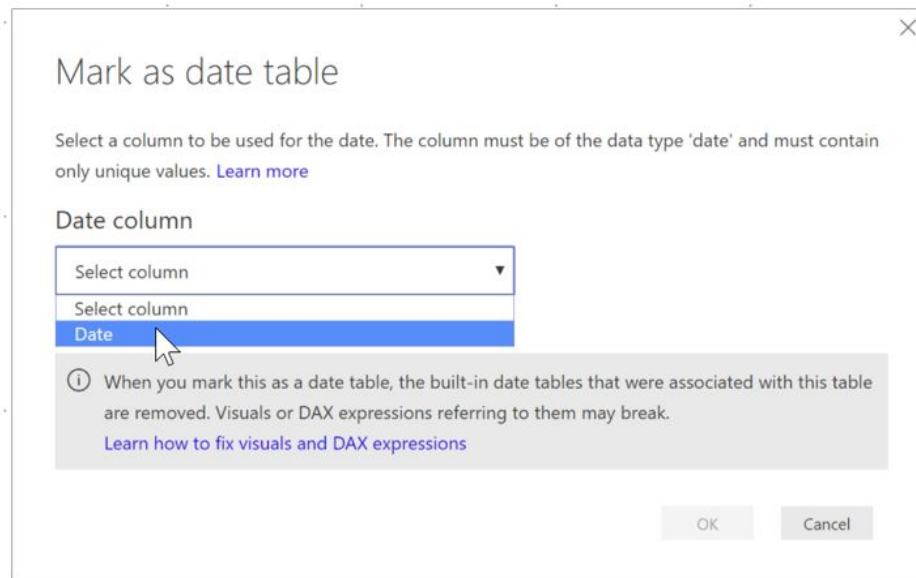 Mark as date table
Select a column to be used for the date. The column must be of the data type 'date' and must contain
only unique values. Learn more
Date column
Select column
Select column
Date
When you mark this as a date table, the built-in date tables that were associated with this table
are removed. Visuals or DAX expressions referring to them may break.
Learn how to fix visuals and DAX expressions
OK Cancel